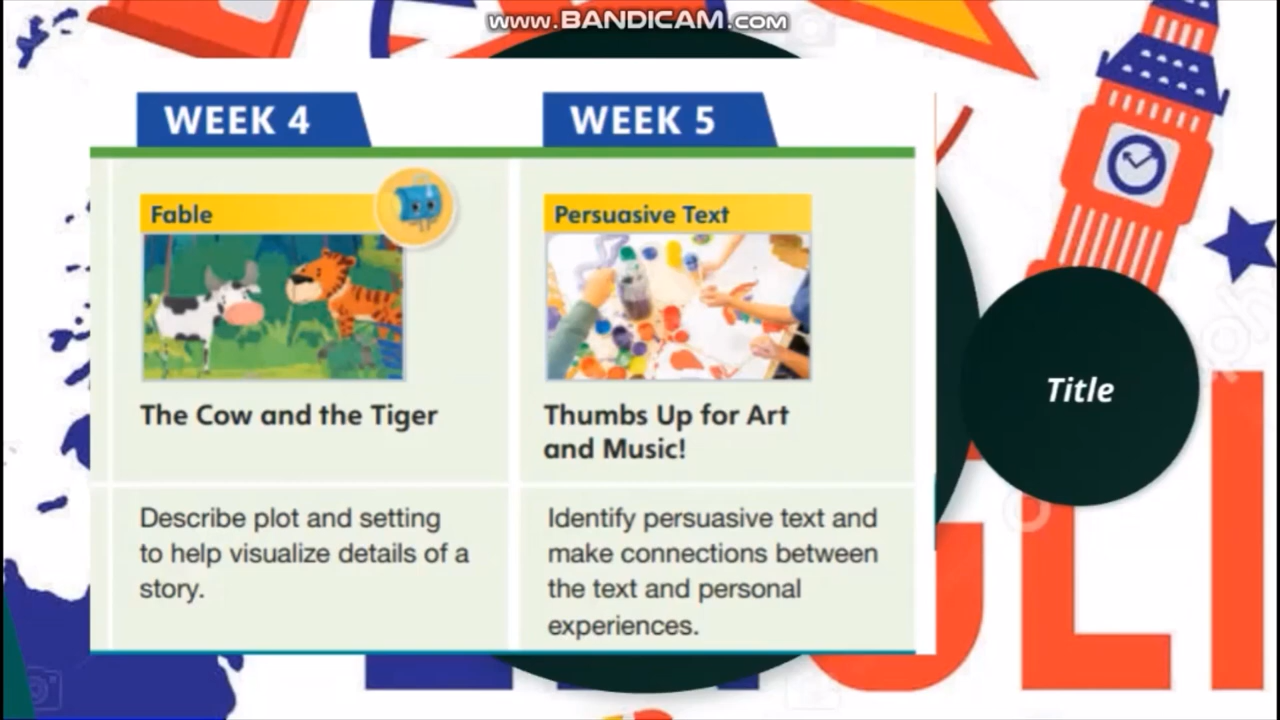 www.BANDICAM.com
WEEK 4
WEEK 5
Fable
Persuasive Text
The Cow and the Tiger
Thumbs Up for Art
and Music!
Title
Describe plot and setting
to help visualize details of a
story.
Identify persuasive text and
make connections between
the text and personal
experiences.